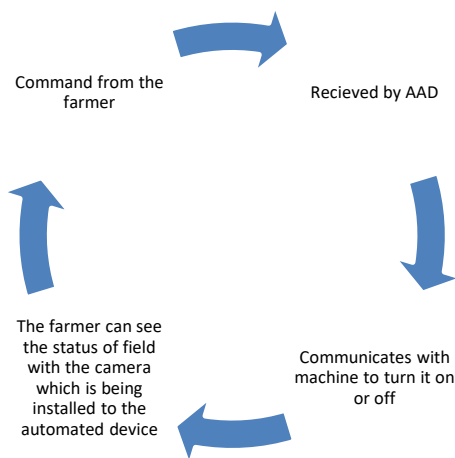 Command from the
farmer
Recieved by AAD
Communicates with
machine to turn it on
or off
The farmer can see
the status of field
with the camera
which is being
installed to the
automated device